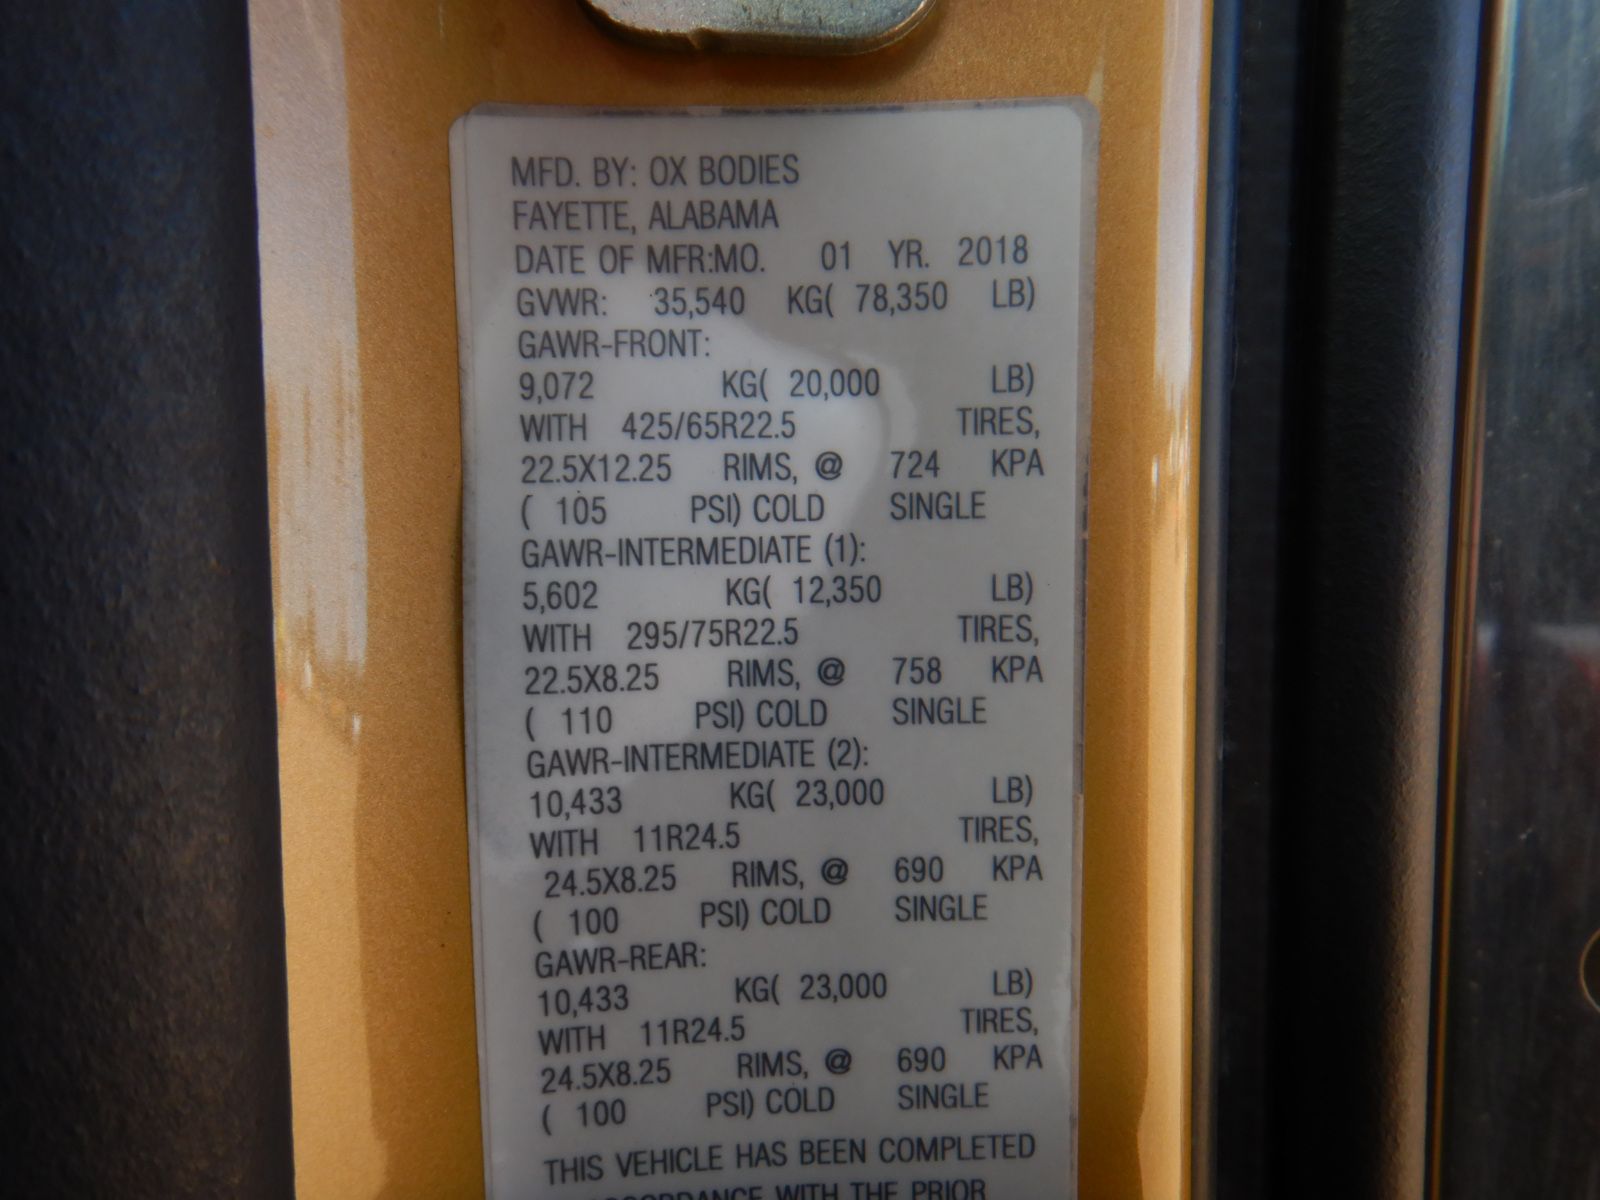 MFD. BY: OX BODIES
FAYETTE, ALABAMA
DATE OF MFR:MO. 01 YR. 2018
GVWR: 35,540 KG( 78,350 LB)
GAWR-FRONT:
9,072 KG( 20,000 LB)
WITH 425/65R22.5 TIRES,
22.5X12.25 RIMS, @ 724 KPA
( 105 PSI) COLD SINGLE
GAWR-INTERMEDIATE (1):
5,602 KG( 12,350 LB)
WITH 295/75R22.5 TIRES,
22.5X8.25 RIMS, @ 758 KPA
( 110 PSI) COLD SINGLE
GAWR-INTERMEDIATE (2):
10,433 KG( 23,000 LB)
WITH 11R24.5 TIRES,
24.5X8.25 RIMS, @ 690 KPA
( 100 PSI) COLD SINGLE
GAWR-REAR:
10,433 KG( 23,000 LB)
WITH 11R24.5 TIRES,
24.5X8.25 RIMS, @ 690 KPA
( 100 PSI) COLD SINGLE
THIS VEHICLE HAS BEEN COMPLETED
ACCORDANCE WITH THE PRIOR